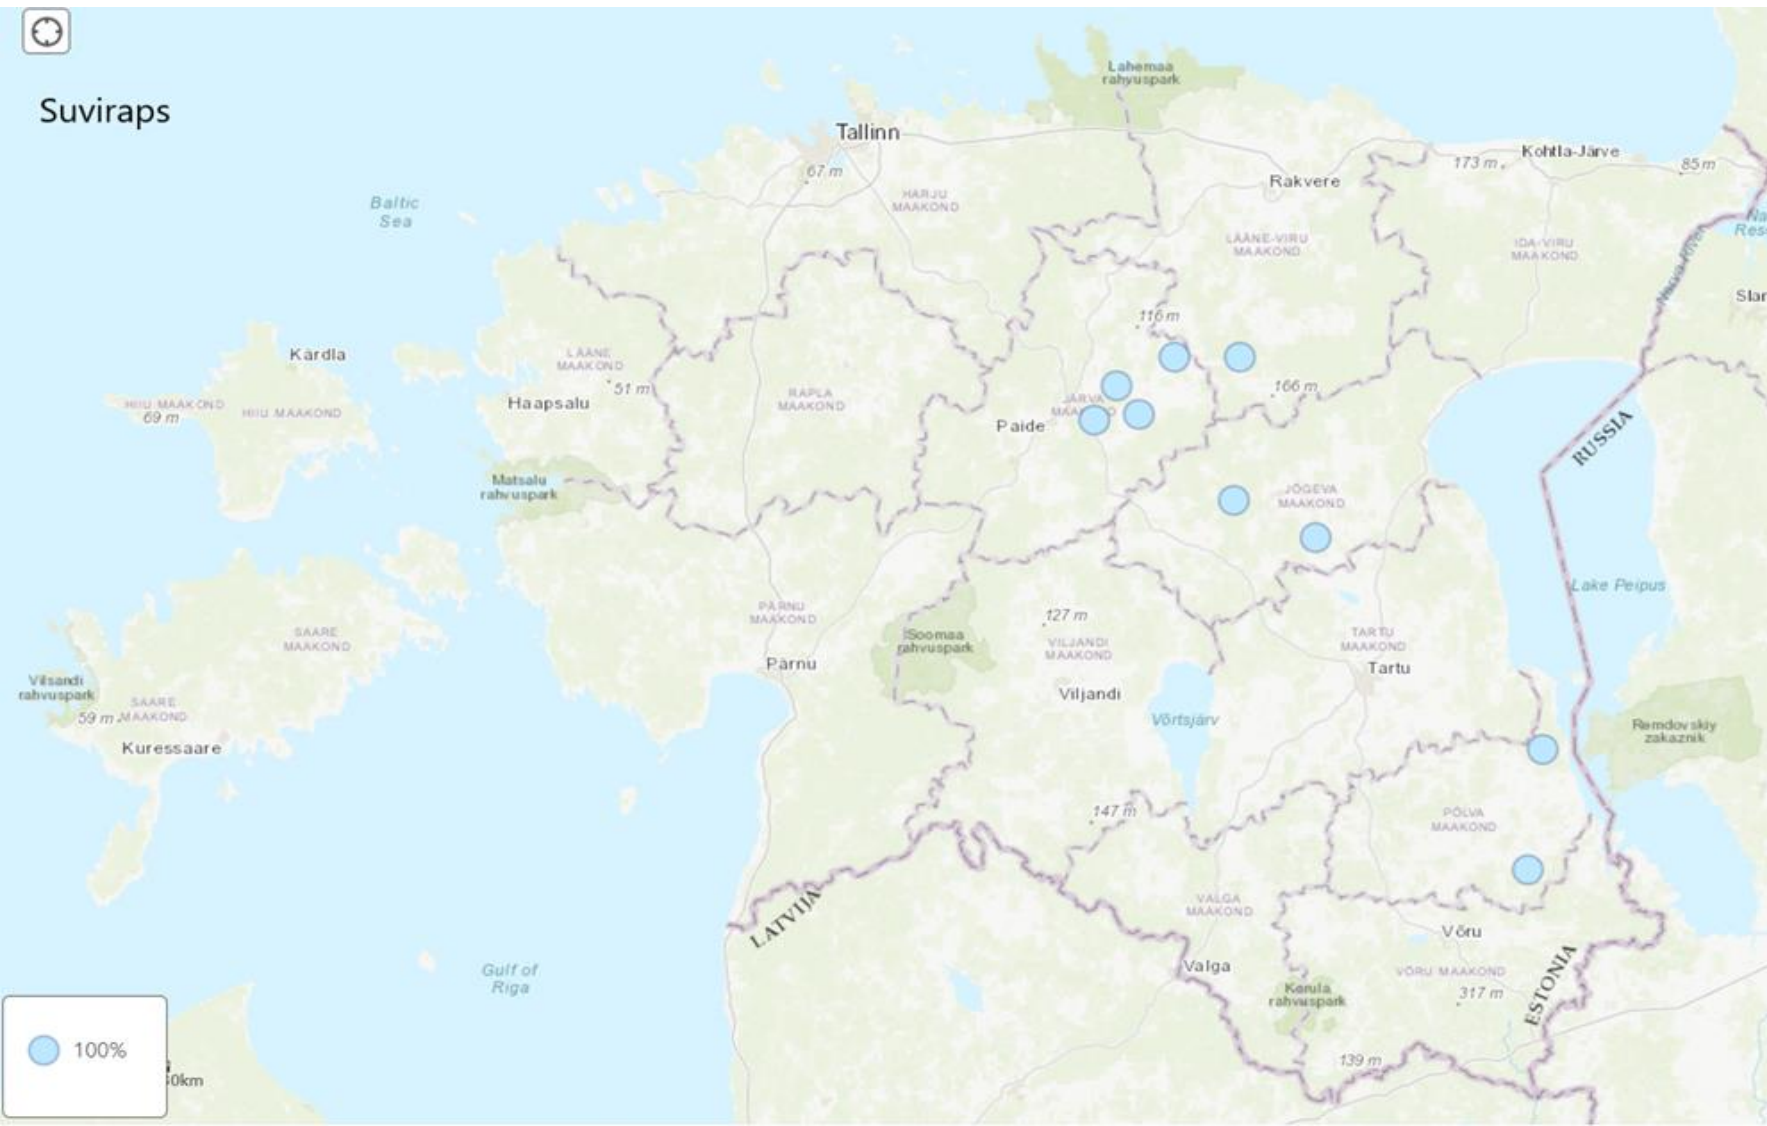 Suviraps
Lahemaa
rahvuspark
Tallinn
67 m
Kohtla-Järve
173 m
85 m
Rakvere
HARJU
MAAKOND
Baltic
Sea
LÄÄNE-VIRU
MAAKOND
IDA-VIRU
MAAKOND
Narva River
116 m
Kärdla
LÄÄNE
MAAKOND
51 m
Haapsalu
RAPLA
MAAKOND
HIIU MAAKOND
69 m
HIIU MAAKOND
166 m
JÄRVA
Paide
RUSSIA
Matsalu
rahvuspark
JÕGEVA
MAAKOND
Lake Peipus
PÄRNU
MAAKOND
127 m
Soomaa
rahvuspark
VILJANDI
MAAKOND
TARTU
MAAKOND
SAARE
MAAKOND
Pärnu
Tartu
Vilsandi
rahvuspark
Viljandi
SAARE
59 m MAAKOND
Võrtsjärv
Remdovskiy
zakaznik
Kuressaare
147 m
PÕLVA
MAAKOND
LATVIJA
VALGA
MAAKOND
Võru
Valga
VÕRU MAAKOND
Gulf of
Riga
Karula
rahvuspark
317 m
ESTONIA
100%
139 m